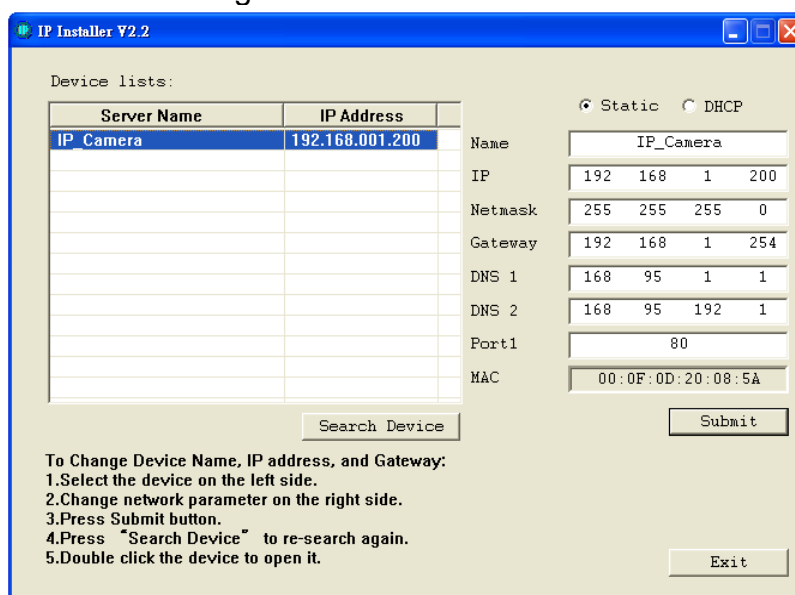 IP Installer V2.2
Device lists:
Server Name IP Address
IP_Camera 192.168.001.200
Static DHCP
Name IP_Camera
IP 192 168 1 200
Netmask 255 255 255 0
Gateway 192 168 1 254
DNS 1 168 95 1 1
DNS 2 168 95 192 1
Port1 80
MAC 00:0F:0D:20:08:5A
Search Device
Submit
To Change Device Name, IP address, and Gateway:
1.Select the device on the left side.
2.Change network parameter on the right side.
3.Press Submit button.
4.Press “Search Device” to re-search again.
5.Double click the device to open it.
Exit